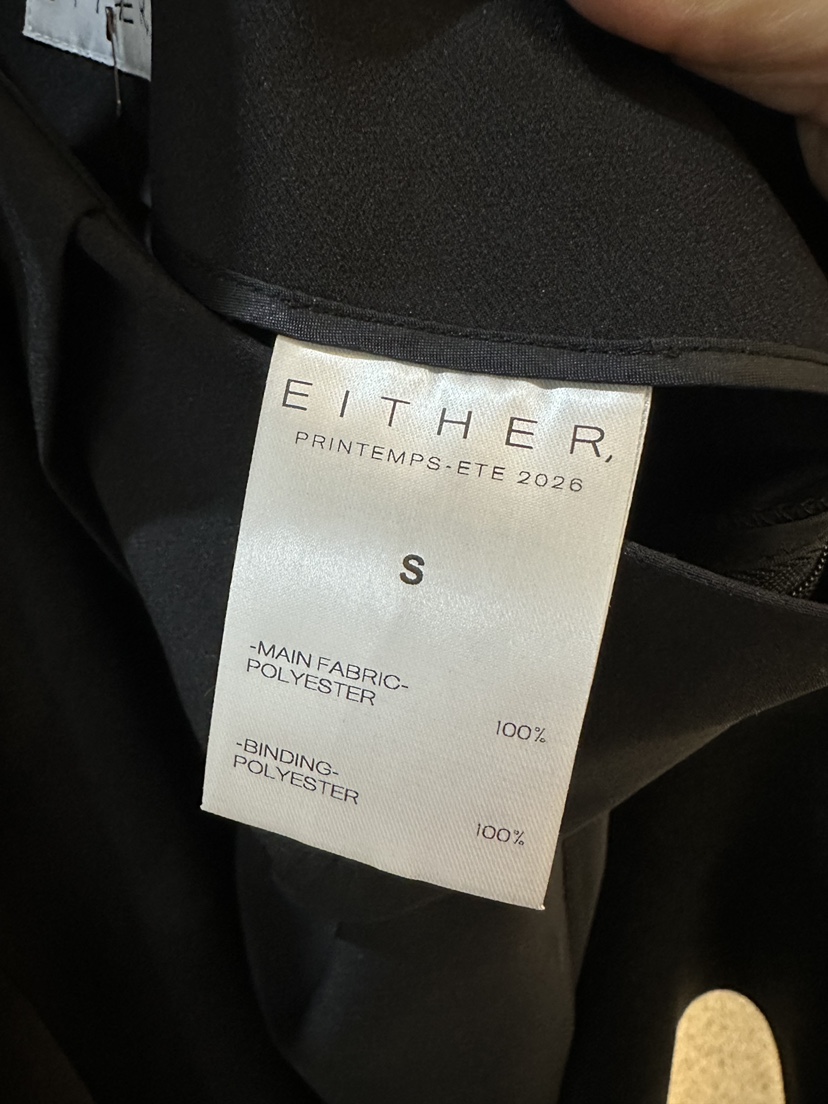 EITHER,
PRINTEMPS-ETE 2026
S
-MAIN FABRIC-
POLYESTER
100%
-BINDING-
POLYESTER
100%